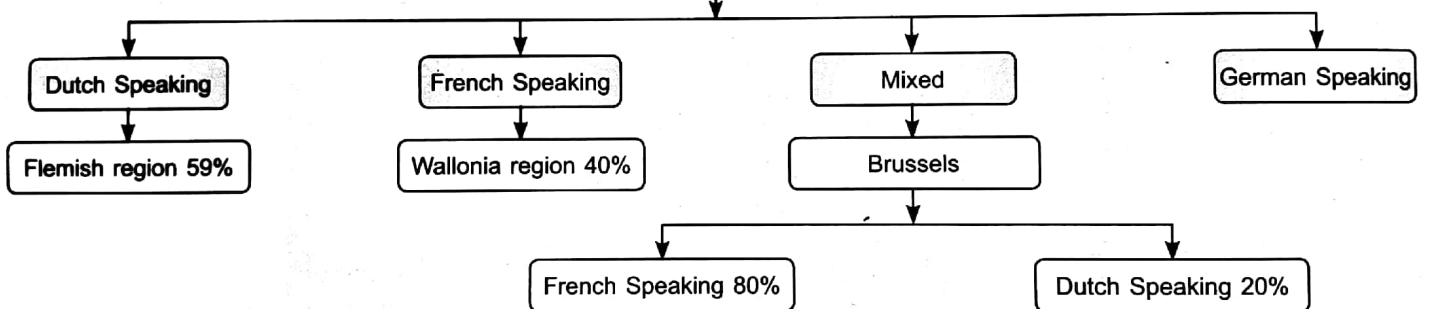 Dutch Speaking
French Speaking
Mixed
German Speaking
Flemish region 59%
Wallonia region 40%
Brussels
French Speaking 80%
Dutch Speaking 20%